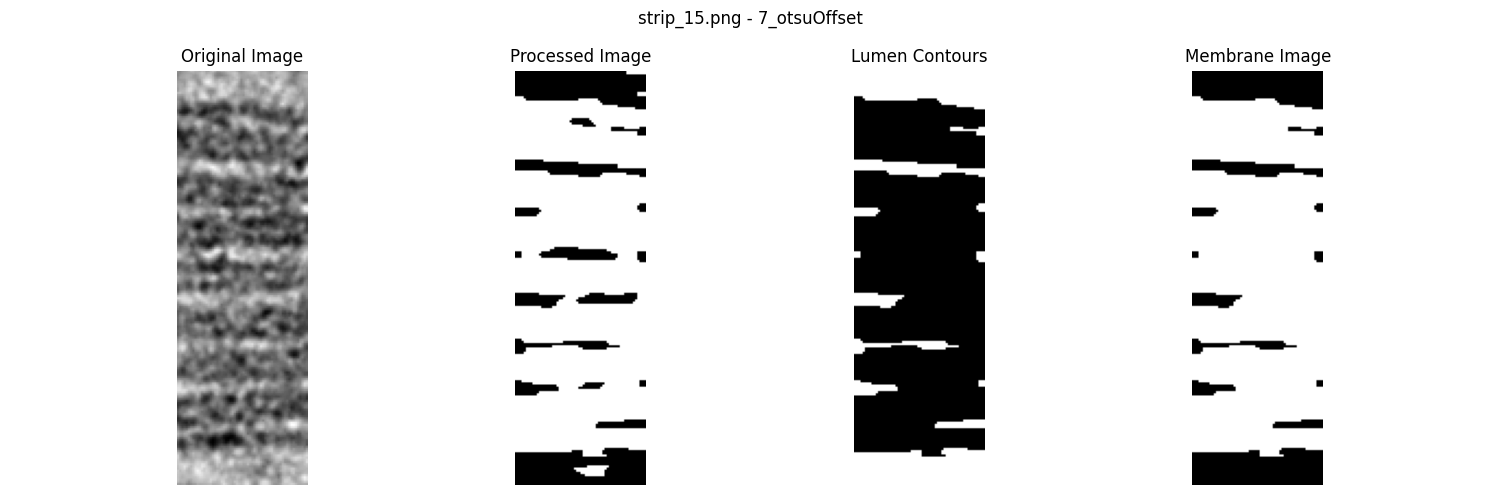 strip_15.png - 7_otsuOffset
Original Image
Processed Image
Lumen Contours
Membrane Image